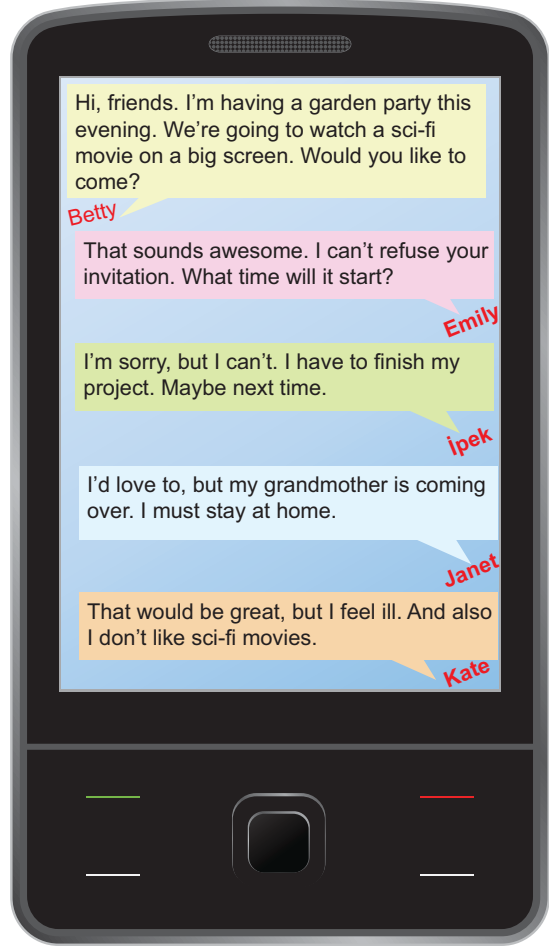 Hi, friends. I'm having a garden party this
evening. We're going to watch a sci-fi
movie on a big screen. Would you like to
come?
Betty
That sounds awesome. I can't refuse your
invitation. What time will it start?
Emily
I'm sorry, but I can't. I have to finish my
project. Maybe next time.
İpek
I'd love to, but my grandmother is coming
over. I must stay at home.
Janet
That would be great, but I feel ill. And also
I don't like sci-fi movies.
Kate